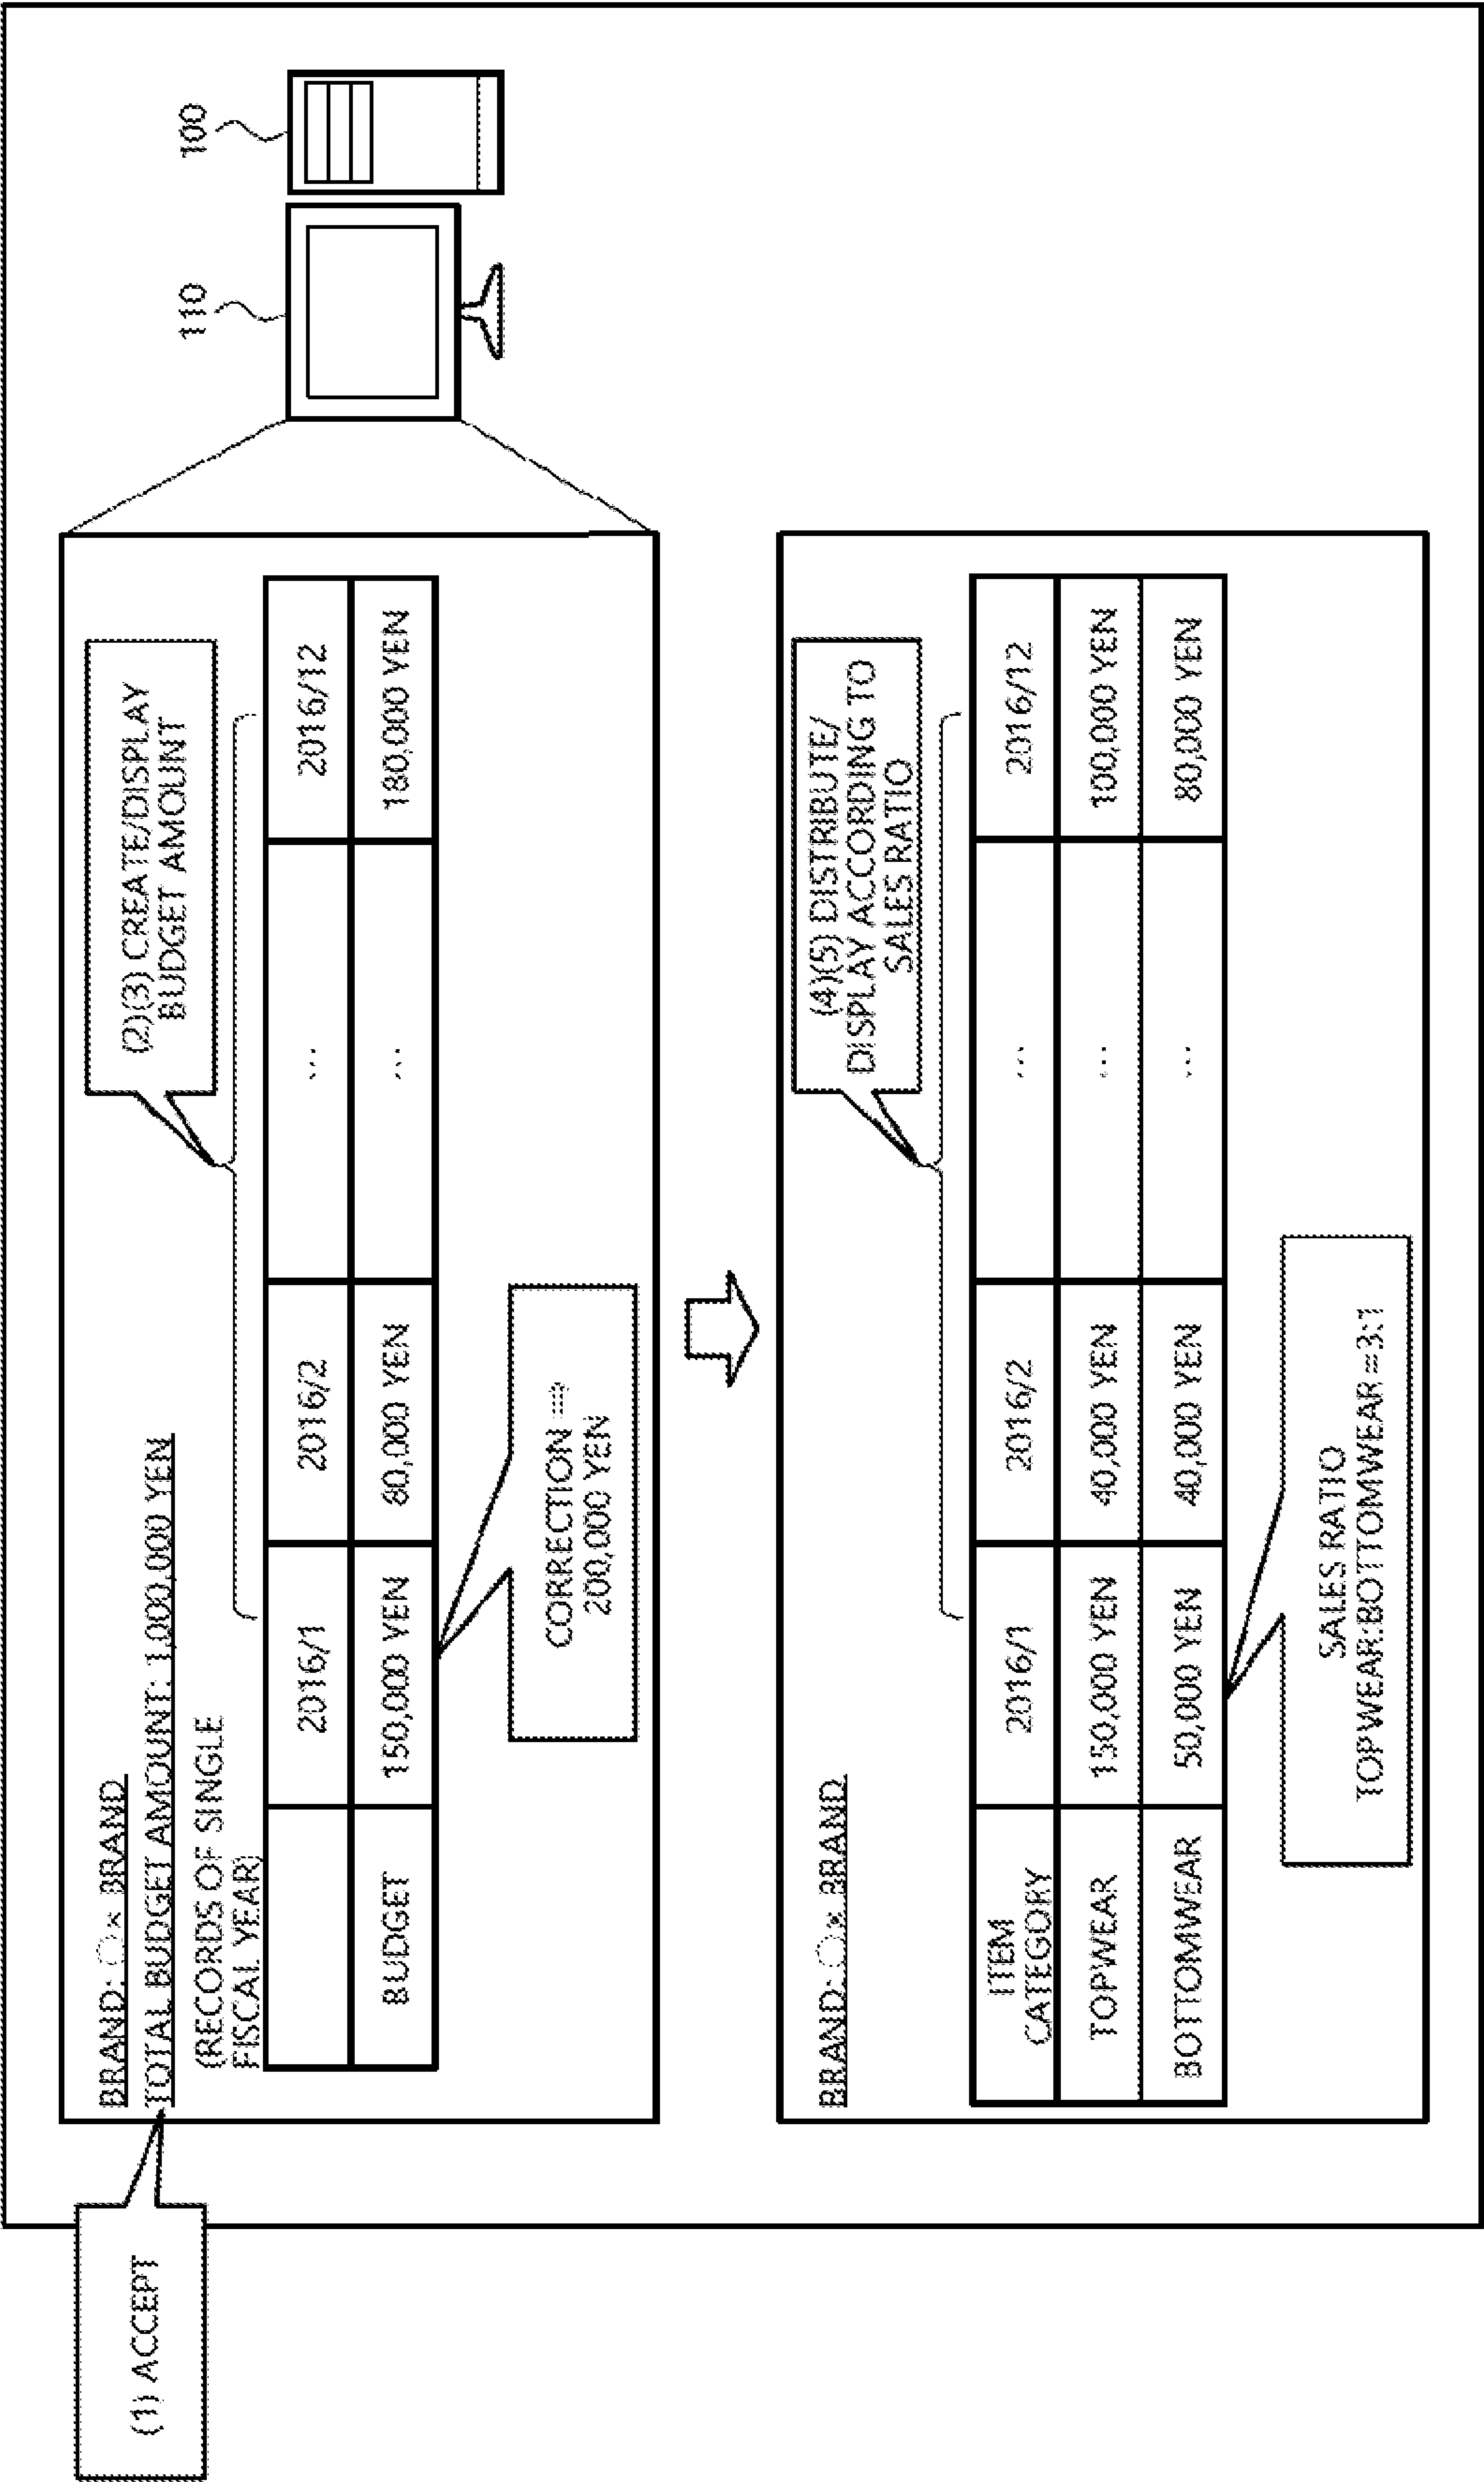 (1) ACCEPT
BRAND: ○× BRAND
TOTAL BUDGET AMOUNT: 1,000,000 YEN
(RECORDS OF SINGLE
FISCAL YEAR)
(2)(3) CREATE/DISPLAY
BUDGET AMOUNT
110
100
2016/1 2016/2 ... 2016/12
BUDGET 150,000 YEN 80,000 YEN ... 180,000 YEN
CORRECTION ⇒
200,000 YEN
BRAND: ○× BRAND
(4)(5) DISTRIBUTE/
DISPLAY ACCORDING TO
SALES RATIO
ITEM
CATEGORY 2016/1 2016/2 ... 2016/12
TOPWEAR 150,000 YEN 40,000 YEN ... 100,000 YEN
BOTTOMWEAR 50,000 YEN 40,000 YEN ... 80,000 YEN
SALES RATIO
TOPWEAR:BOTTOMWEAR=3:1